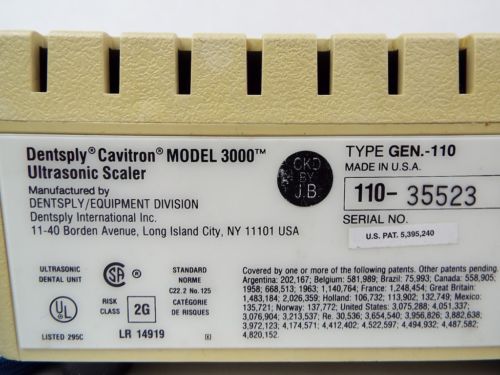 Dentsply® Cavitron® MODEL 3000™
Ultrasonic Scaler
Manufactured by
DENTSPLY/EQUIPMENT DIVISION
Dentsply International Inc.
11-40 Borden Avenue, Long Island City, NY 11101 USA
CKD
BY
J.B
TYPE GEN.-110
MADE IN U.S.A.
110- 35523
SERIAL NO.
U.S. PAT. 5,395,240
ULTRASONIC
DENTAL UNIT
UL
LISTED 295C
SA
RISK
CLASS
2G
LR 14919
STANDARD
NORME
C22.2 No. 125
CATÉGORIE
DE RISQUES
Covered by one or more of the following patents.
Argentina: 202,167; Belgium: 581,989; Brazil: 75,993; Canada: 558,905;
1958; 668,513; 1963; 1,140,764; France: 1,248,454; Great Britain:
1,483,184; 2,026,359; Holland: 106,732; 113,902; 132,749; Mexico:
135,721; Norway: 137,772; United States: 3,075,288; 4,051,337;
3,076,904; 3,213,537; Re. 30,536; 3,654,540; 3,956,826; 3,882,638;
3,972,123; 4,174,571; 4,412,402; 4,522,597; 4,494,932; 4,487,582;
4,820,152.